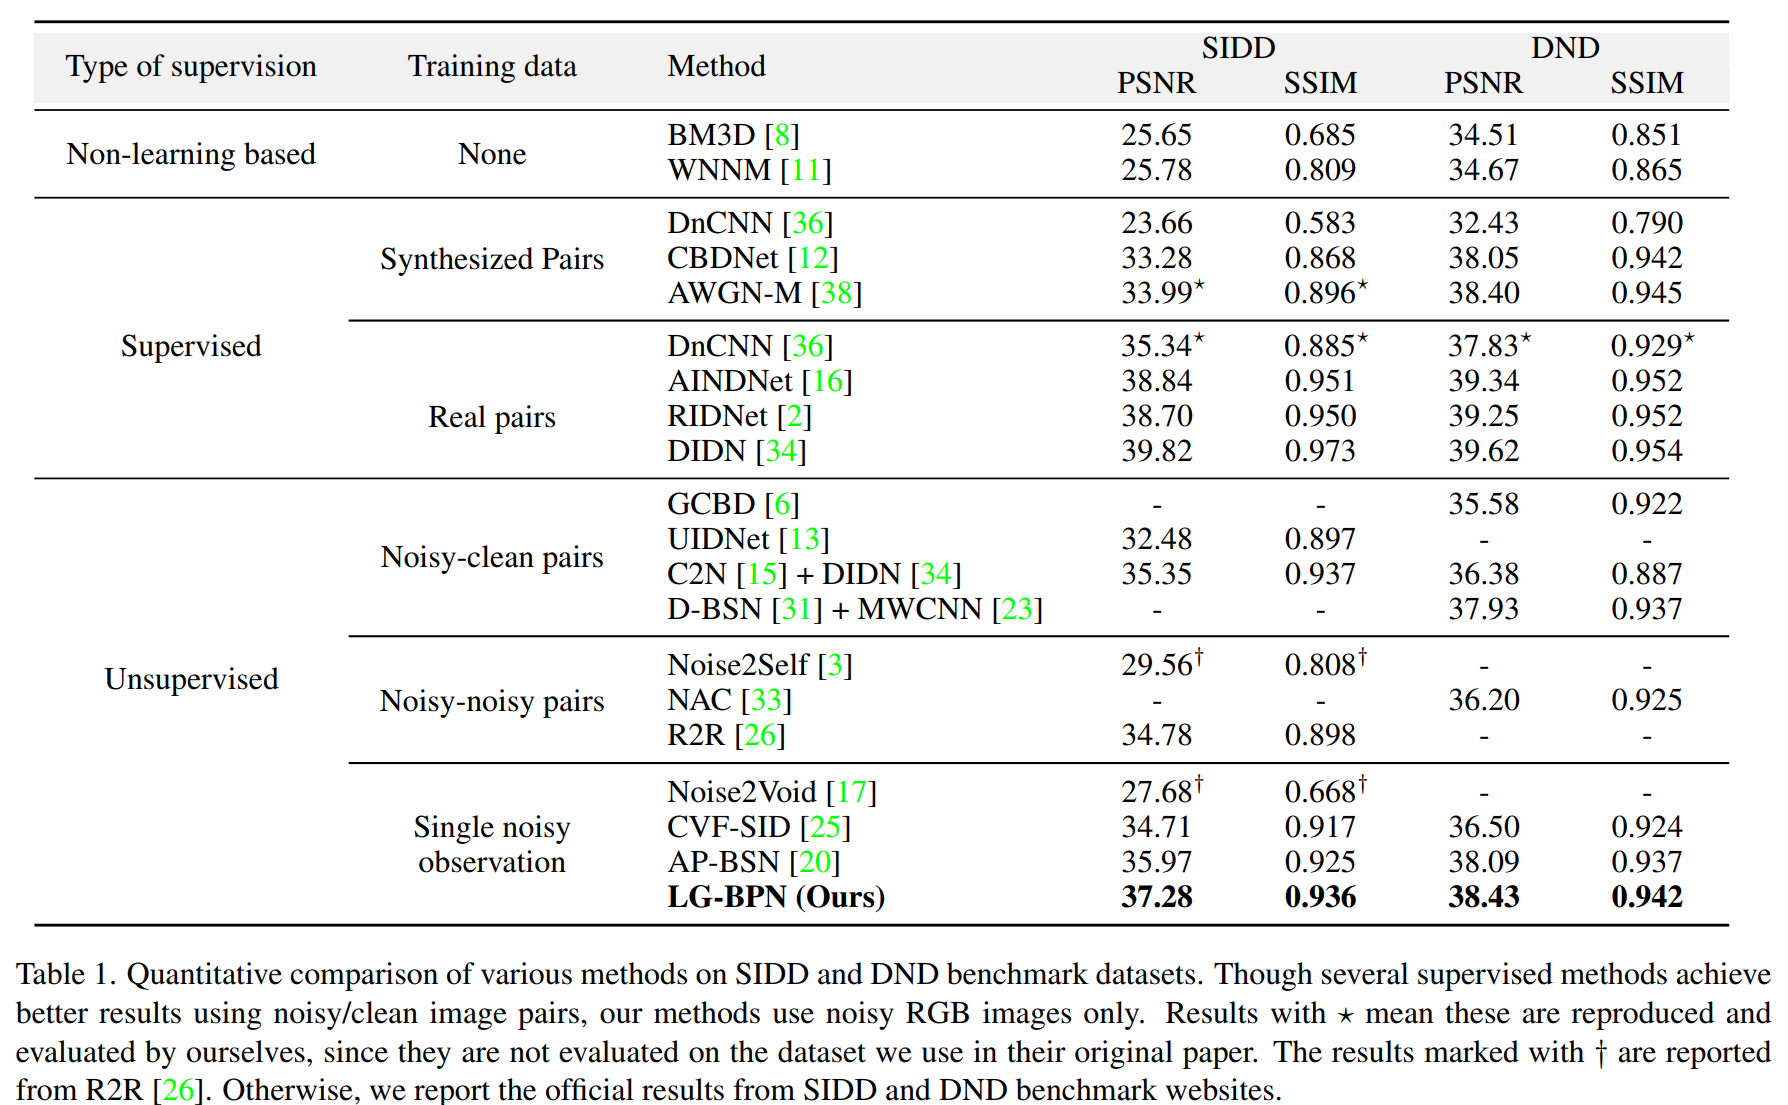 Type of supervision Training data Method SIDD DND
PSNR SSIM PSNR SSIM
Non-learning based None BM3D [8] 25.65 0.685 34.51 0.851
WNNM [11] 25.78 0.809 34.67 0.865
Supervised Synthesized Pairs DnCNN [36] 23.66 0.583 32.43 0.790
CBDNet [12] 33.28 0.868 38.05 0.942
AWGN-M [38] 33.99⋆ 0.896⋆ 38.40 0.945
Real pairs DnCNN [36] 35.34⋆ 0.885⋆ 37.83⋆ 0.929⋆
AINDNet [16] 38.84 0.951 39.34 0.952
RIDNet [2] 38.70 0.950 39.25 0.952
DIDN [34] 39.82 0.973 39.62 0.954
Unsupervised Noisy-clean pairs GCBD [6] - - 35.58 0.922
UIDNet [13] 32.48 0.897 - -
C2N [15] + DIDN [34] 35.35 0.937 36.38 0.887
D-BSN [31] + MWCNN [23] - - 37.93 0.937
Noisy-noisy pairs Noise2Self [3] 29.56† 0.808† - -
NAC [33] - - 36.20 0.925
R2R [26] 34.78 0.898 - -
Single noisy observation Noise2Void [17] 27.68† 0.668† - -
CVF-SID [25] 34.71 0.917 36.50 0.924
AP-BSN [20] 35.97 0.925 38.09 0.937
LG-BPN (Ours) 37.28 0.936 38.43 0.942
Table 1. Quantitative comparison of various methods on SIDD and DND benchmark datasets. Though several supervised methods achieve
better results using noisy/clean image pairs, our methods use noisy RGB images only. Results with ⋆ mean these are reproduced and
evaluated by ourselves, since they are not evaluated on the dataset we use in their original paper. The results marked with † are reported
from R2R [26]. Otherwise, we report the official results from SIDD and DND benchmark websites.